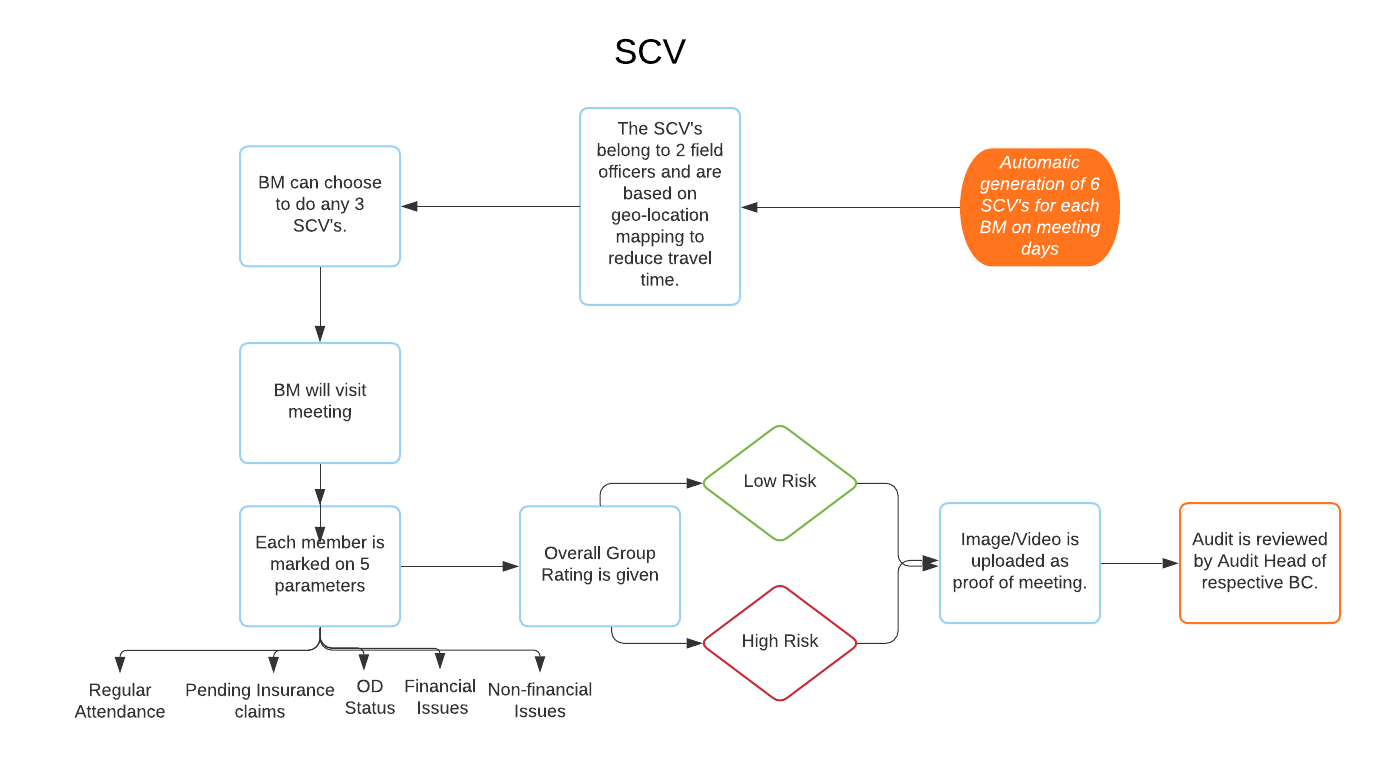 SCV
Automatic
generation of 6
SCV's for each
BM on meeting
days
The SCV's
belong to 2 field
officers and are
based on
geo-location
mapping to
reduce travel
time.
BM can choose
to do any 3
SCV's.
BM will visit
meeting
Each member is
marked on 5
parameters
Regular
Attendance
Pending Insurance
claims
OD
Status
Financial
Issues
Non-financial
Issues
Overall Group
Rating is given
Low Risk
High Risk
Image/Video is
uploaded as
proof of meeting.
Audit is reviewed
by Audit Head of
respective BC.